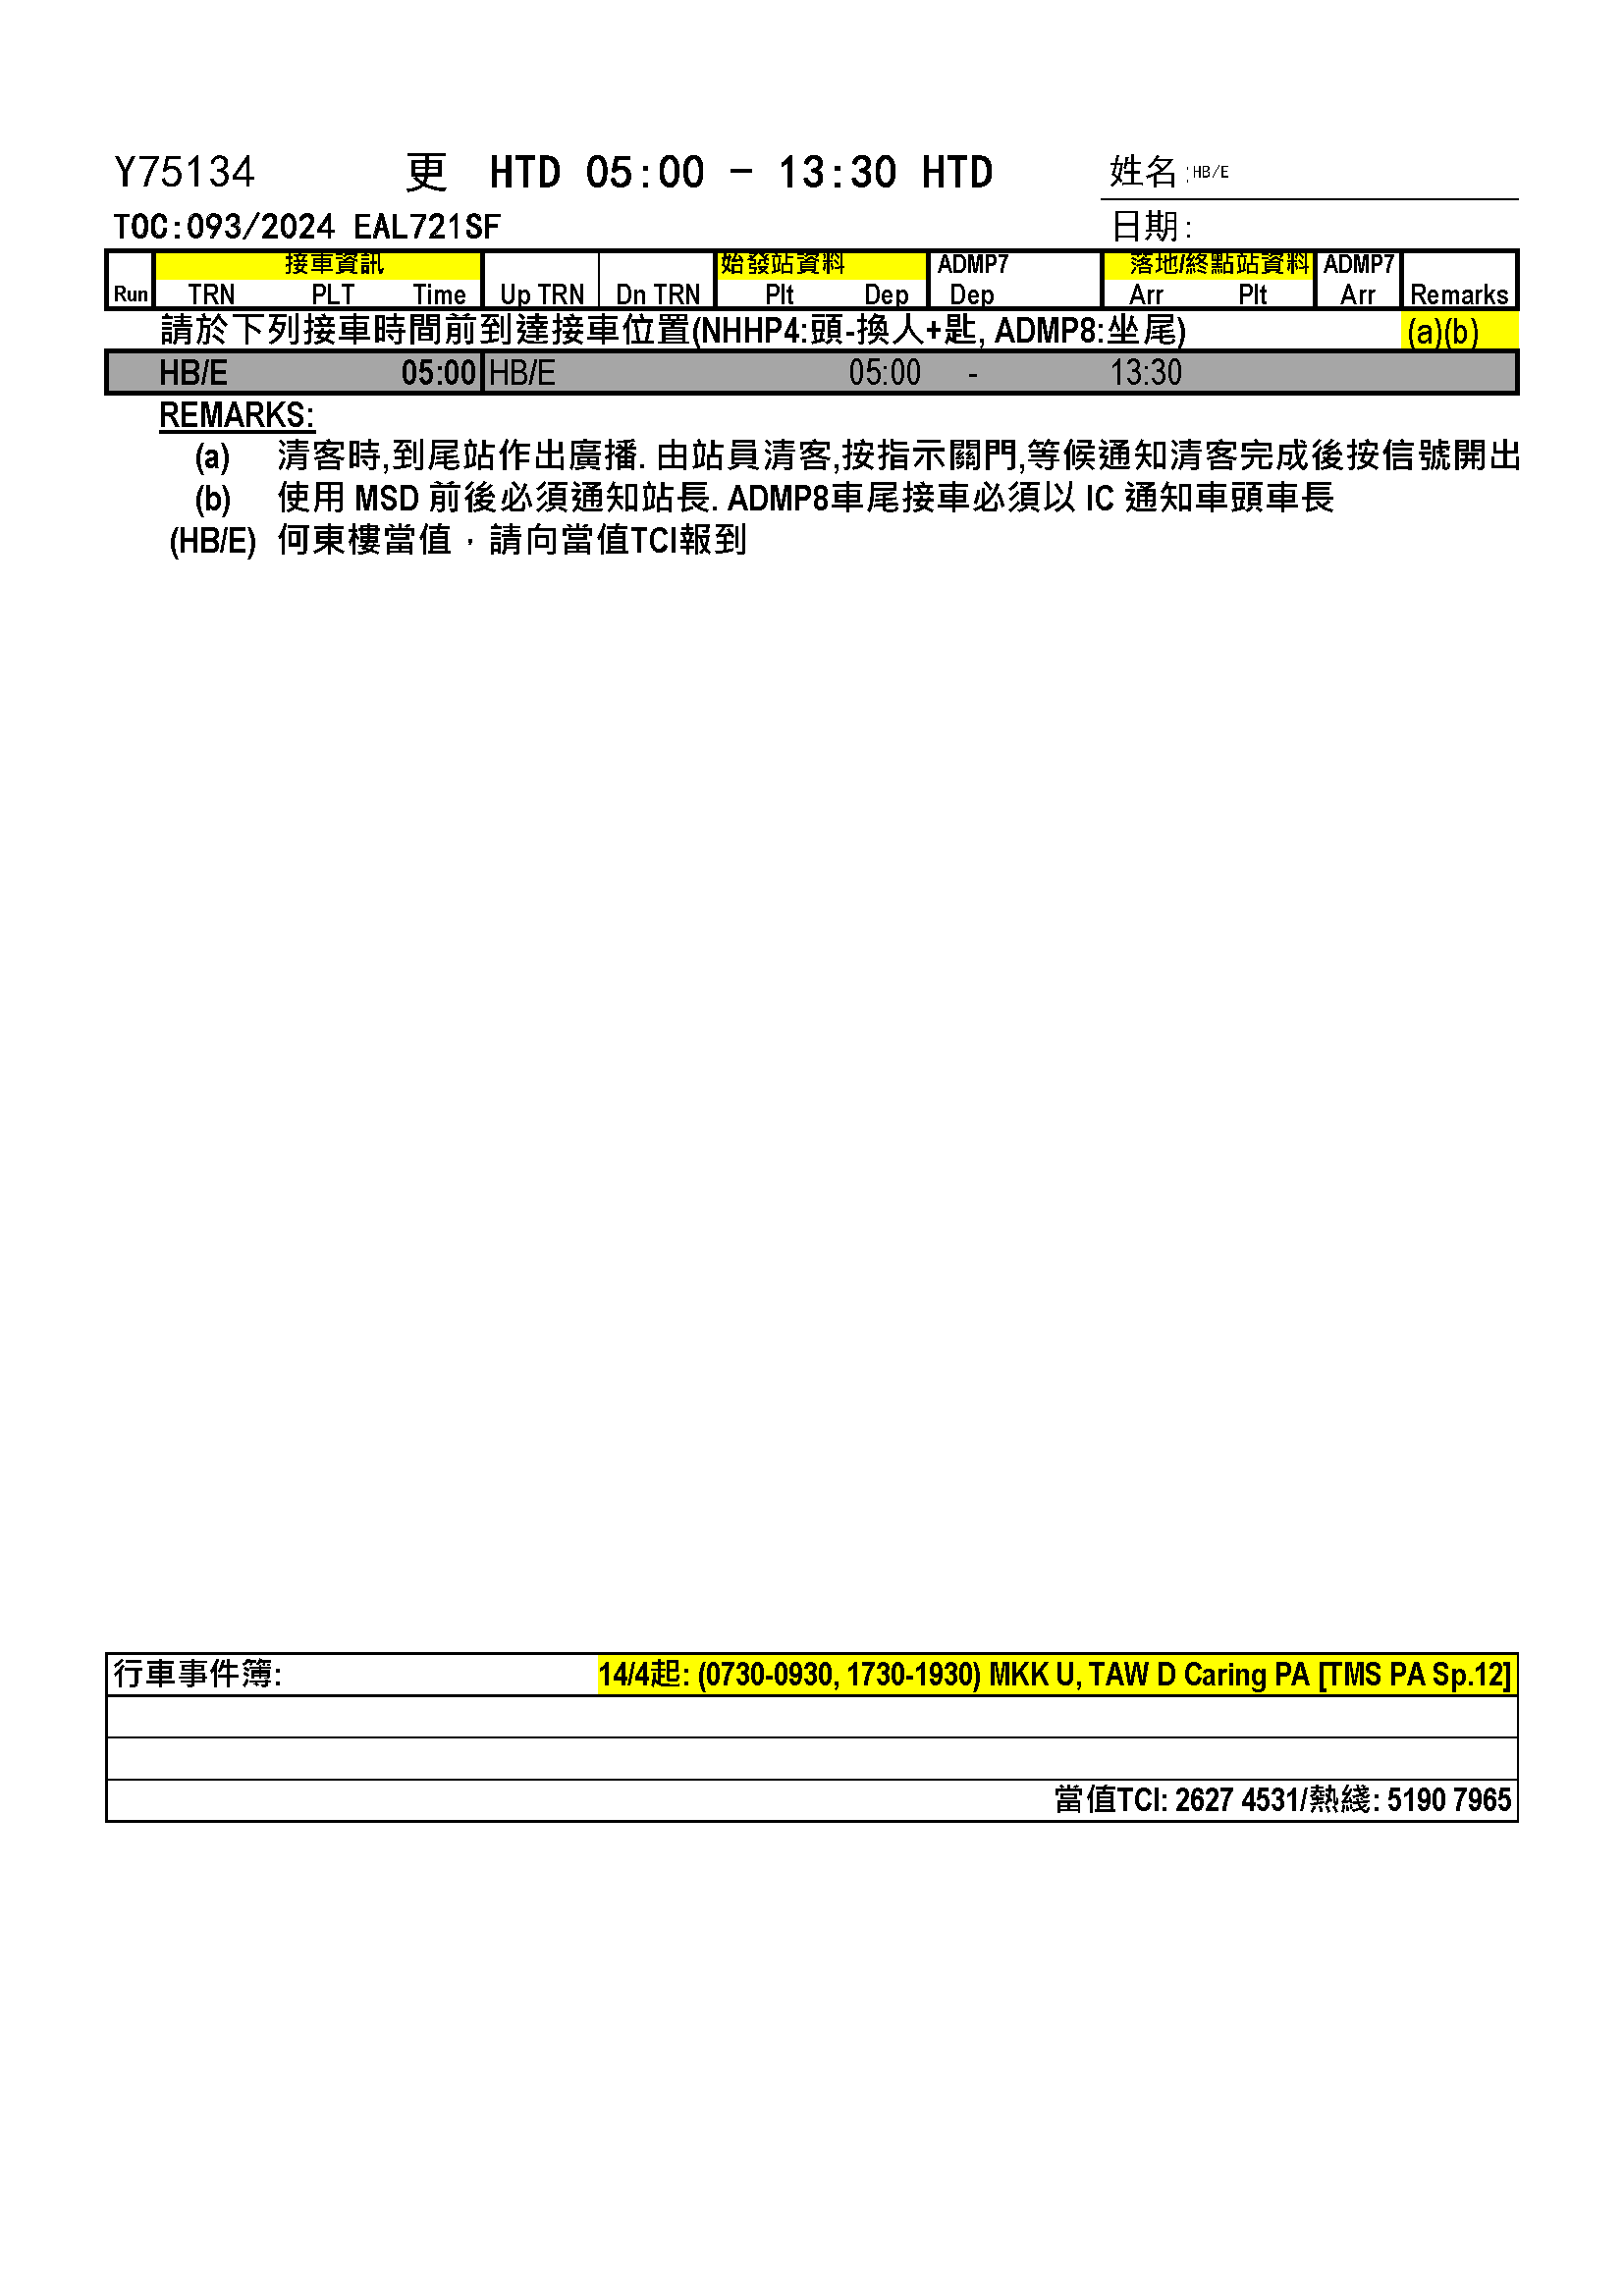 Y75134 更 HTD 05:00 - 13:30 HTD 姓名:HB/E
TOC:093/2024 EAL721SF 日期:
接車資訊 始發站資料 ADMP7 落地/終點站資料 ADMP7
Run TRN PLT Time Up TRN Dn TRN Plt Dep Dep Arr Plt Arr Remarks
請於下列接車時間前到達接車位置(NHHP4:頭-換人+匙, ADMP8:坐尾) (a)(b)
HB/E 05:00 HB/E 05:00 - 13:30
REMARKS:
(a) 清客時,到尾站作出廣播. 由站員清客,按指示關門,等候通知清客完成後按信號開出
(b) 使用 MSD 前後必須通知站長. ADMP8車尾接車必須以 IC 通知車頭車長
(HB/E) 何東樓當值，請向當值TCI報到
行車事件簿: 14/4起: (0730-0930, 1730-1930) MKK U, TAW D Caring PA [TMS PA Sp.12]
當值TCI: 2627 4531/熱綫: 5190 7965